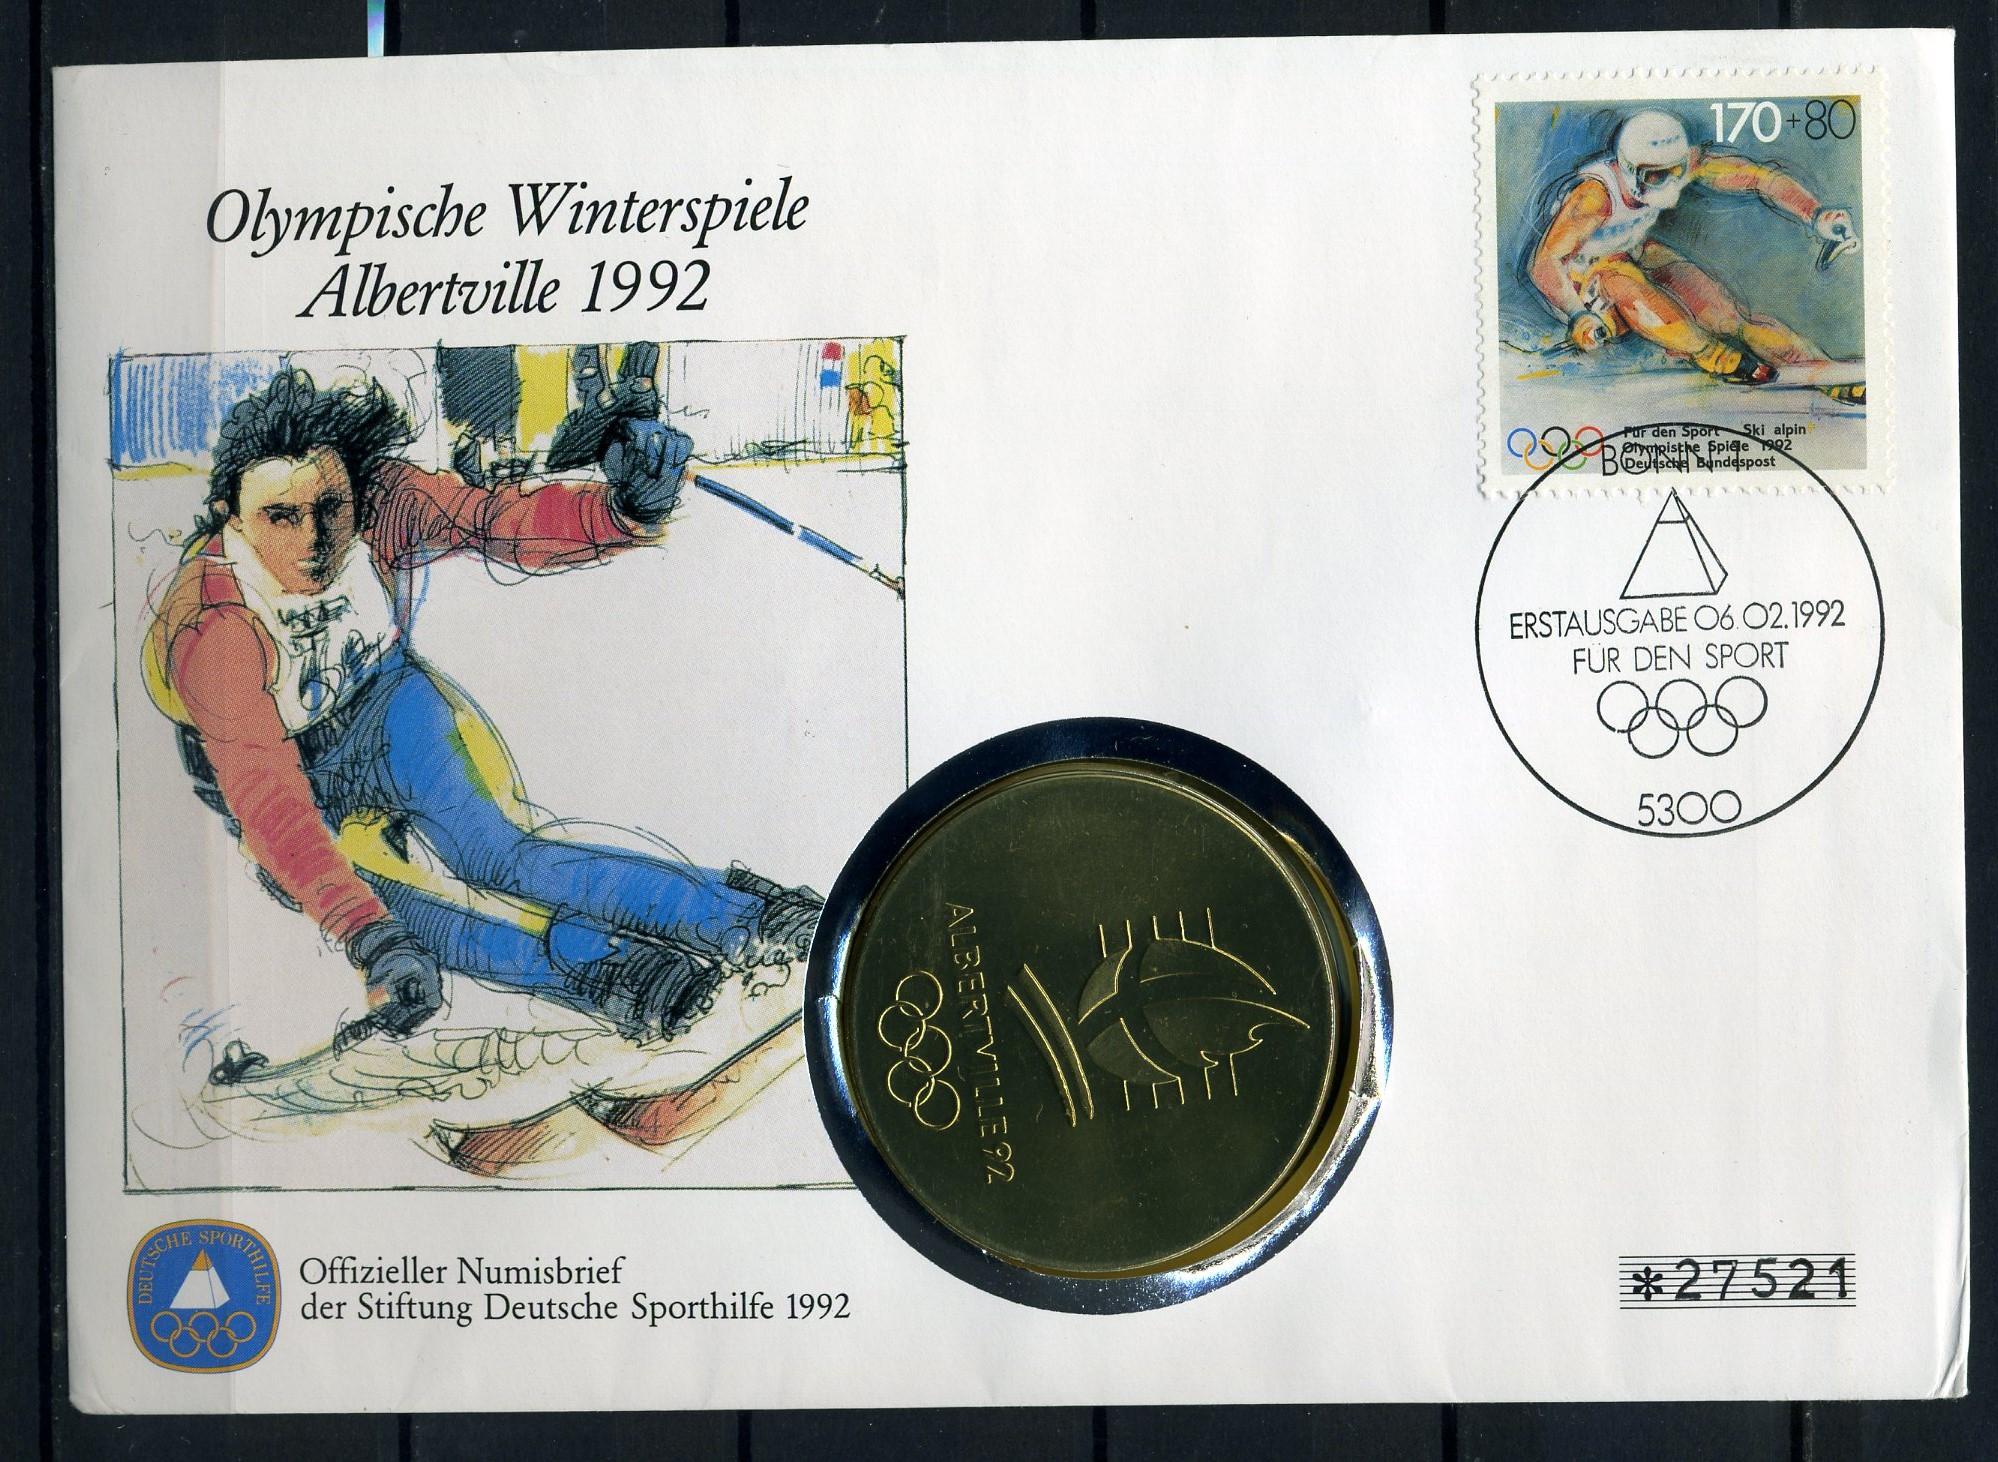 Olympische Winterspiele
Albertville 1992
170+80
Für den Sport Ski alpin
Olympische Spiele 1992
Deutsche Bundespost
BONN 1
ERSTAUSGABE 06.02.1992
FÜR DEN SPORT
5300
ALBERTVILLE 92
DEUTSCHE SPORTHILFE
Offizieller Numisbrief
der Stiftung Deutsche Sporthilfe 1992
*27521